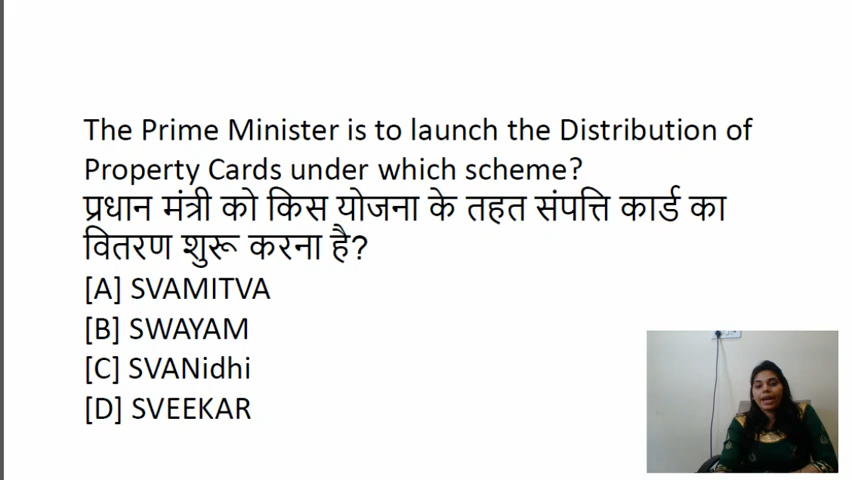 The Prime Minister is to launch the Distribution of
Property Cards under which scheme?
प्रधान मंत्री को किस योजना के तहत संपत्ति कार्ड का
वितरण शुरू करना है?
[A] SVAMITVA
[B] SWAYAM
[C] SVANidhi
[D] SVEEKAR